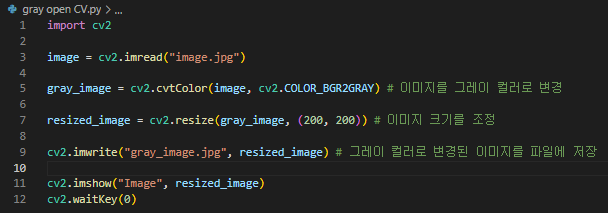 gray open CV.py > ...
1 import cv2
2
3 image = cv2.imread("image.jpg")
4
5 gray_image = cv2.cvtColor(image, cv2.COLOR_BGR2GRAY) # 이미지를 그레이 컬러로 변경
6
7 resized_image = cv2.resize(gray_image, (200, 200)) # 이미지 크기를 조정
8
9 cv2.imwrite("gray_image.jpg", resized_image) # 그레이 컬러로 변경된 이미지를 파일에 저장
10
11 cv2.imshow("Image", resized_image)
12 cv2.waitKey(0)